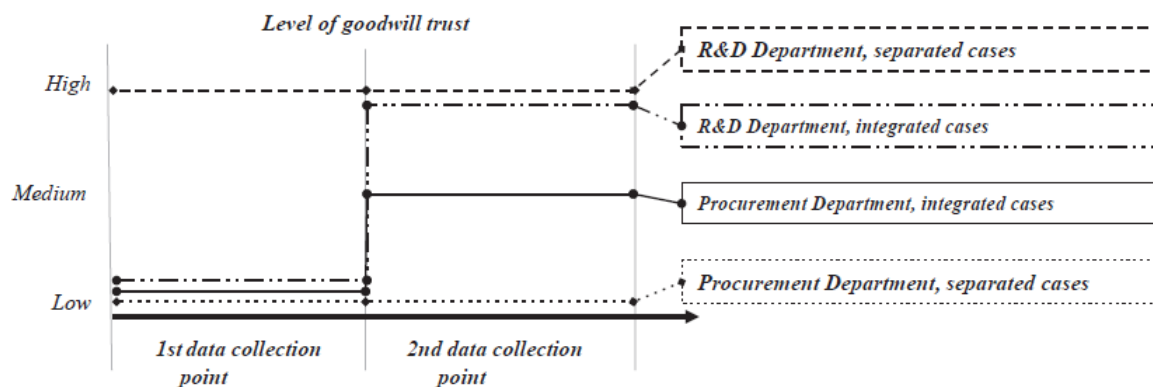 Level of goodwill trust
R&D Department, separated cases
High
R&D Department, integrated cases
Medium
Procurement Department, integrated cases
Procurement Department, separated cases
Low
1st data collection
point
2nd data collection
point